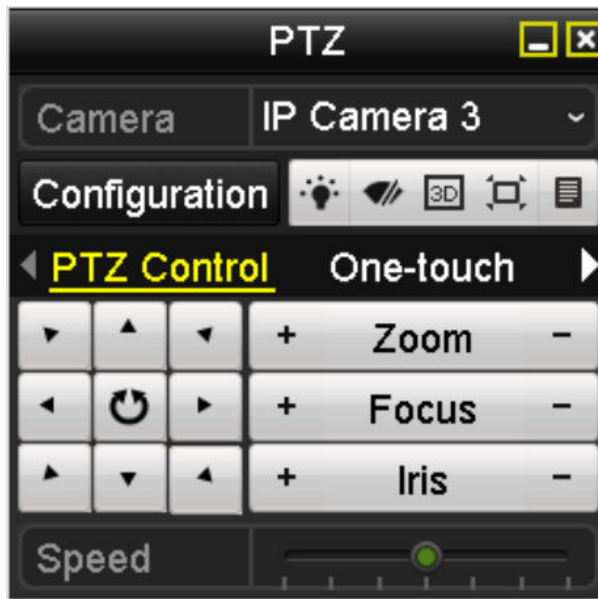 PTZ
Camera IP Camera 3
Configuration 3D
PTZ Control One-touch
+ Zoom -
+ Focus -
+ Iris -
Speed